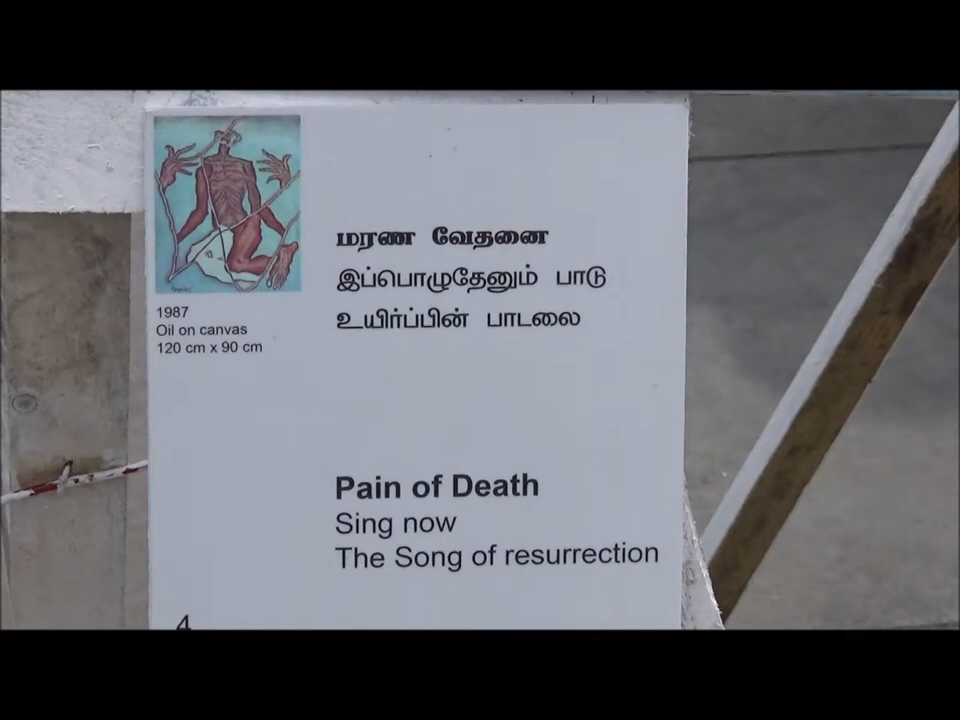 1987
Oil on canvas
120 cm x 90 cm
மரண வேதனை
இப்பொழுதேனும் பாடு
உயிர்ப்பின் பாடலை
Pain of Death
Sing now
The Song of resurrection
4